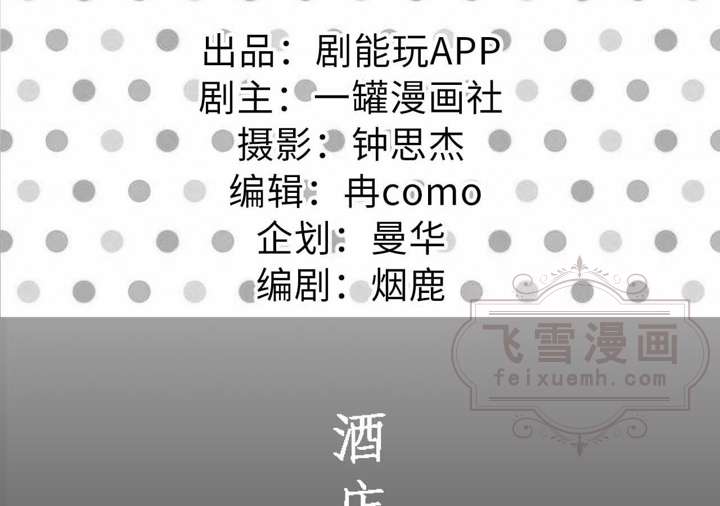 出品：剧能玩APP
剧主：一罐漫画社
摄影：钟思杰
编辑：冉como
企划：曼华
编剧：烟鹿
飞雪漫画
feixuemh.com
酒